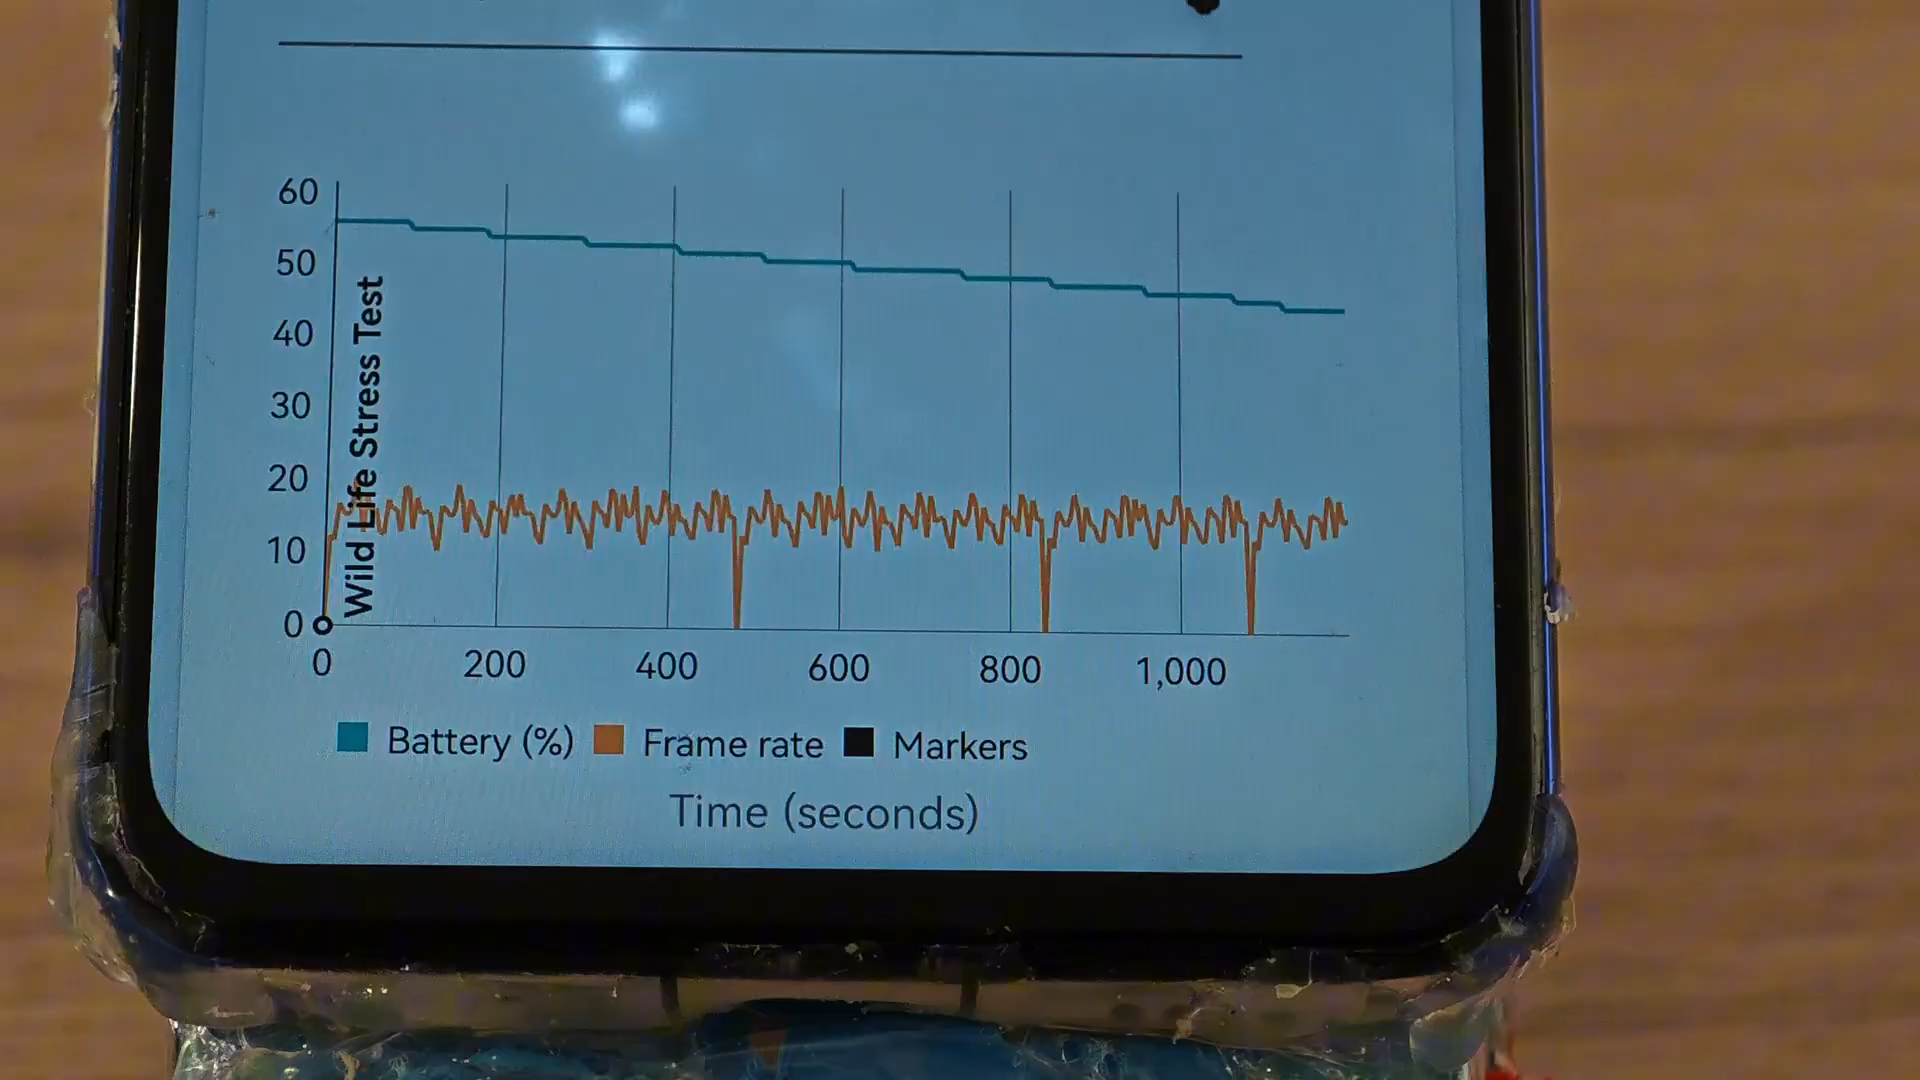 60
50
40
30
20
10
0
Wild Life Stress Test
0 200 400 600 800 1,000
Battery (%) Frame rate Markers
Time (seconds)